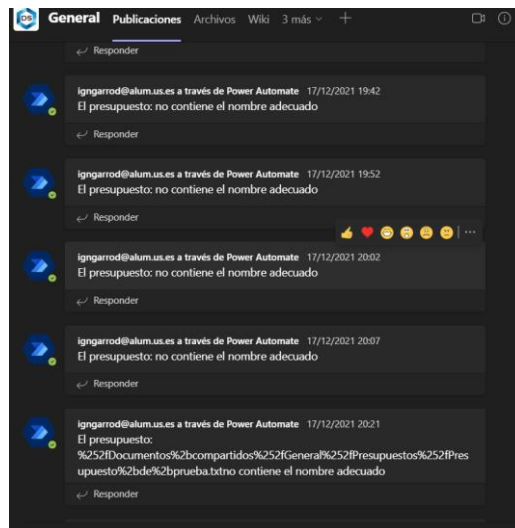 DS General Publicaciones Archivos Wiki 3 más
Responder
igngarrod@alum.us.es a través de Power Automate 17/12/2021 19:42
El presupuesto: no contiene el nombre adecuado
Responder
igngarrod@alum.us.es a través de Power Automate 17/12/2021 19:52
El presupuesto: no contiene el nombre adecuado
Responder
igngarrod@alum.us.es a través de Power Automate 17/12/2021 20:02
El presupuesto: no contiene el nombre adecuado
Responder
igngarrod@alum.us.es a través de Power Automate 17/12/2021 20:07
El presupuesto: no contiene el nombre adecuado
Responder
igngarrod@alum.us.es a través de Power Automate 17/12/2021 20:21
El presupuesto:
%252fDocumentos%2bcompartidos%252fGeneral%252fPresupuestos%252fPres
upuesto%2bde%2bprueba.txtno contiene el nombre adecuado
Responder